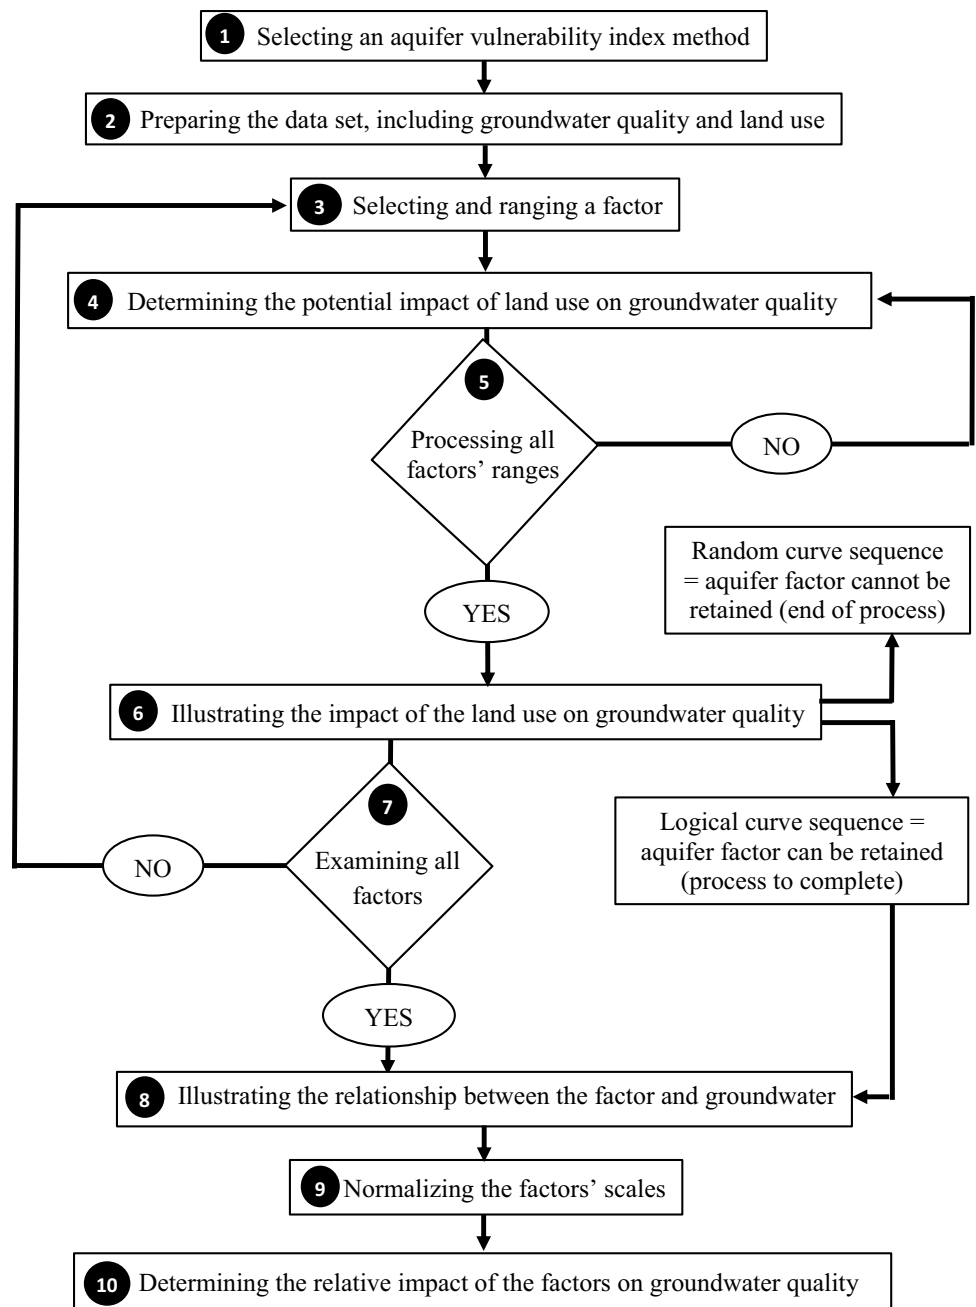 1 Selecting an aquifer vulnerability index method
2 Preparing the data set, including groundwater quality and land use
3 Selecting and ranging a factor
4 Determining the potential impact of land use on groundwater quality
5
Processing all
factors’ ranges
NO
YES
Random curve sequence
= aquifer factor cannot be
retained (end of process)
6 Illustrating the impact of the land use on groundwater quality
7
Examining all
factors
NO
YES
Logical curve sequence =
aquifer factor can be retained
(process to complete)
8 Illustrating the relationship between the factor and groundwater
9 Normalizing the factors’ scales
10 Determining the relative impact of the factors on groundwater quality